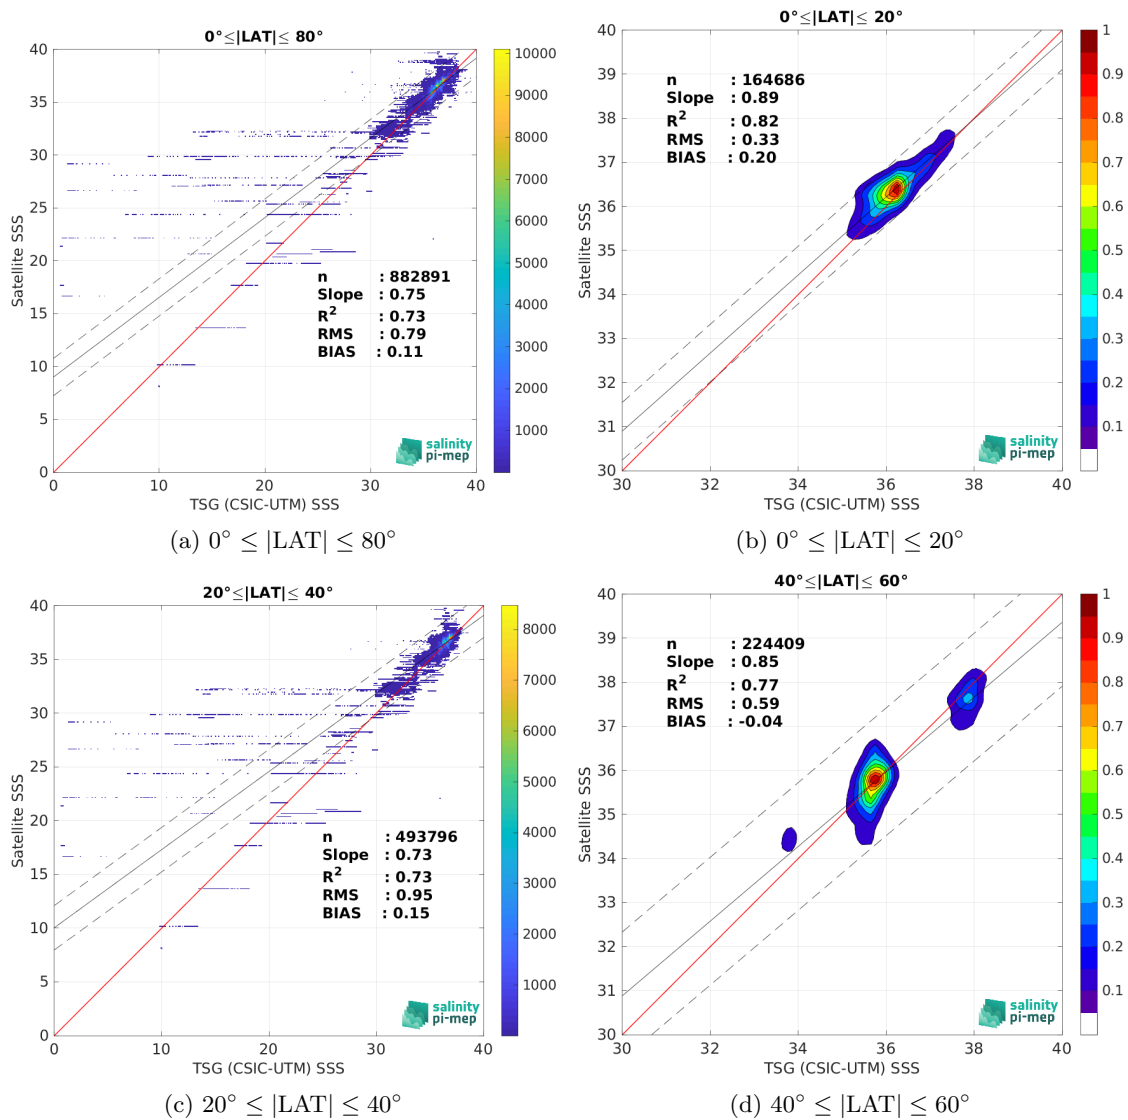 0°≤|LAT|≤ 80°
40
35
30
25
20
15
10
5
0
Satellite SSS
n : 882891
Slope : 0.75
R² : 0.73
RMS : 0.79
BIAS : 0.11
salinity
pi-mep
0 10 20 30 40
TSG (CSIC-UTM) SSS
10000
9000
8000
7000
6000
5000
4000
3000
2000
1000
(a) 0° ≤ |LAT| ≤ 80°
0°≤|LAT|≤ 20°
40
39
38
37
36
35
34
33
32
31
30
Satellite SSS
n : 164686
Slope : 0.89
R² : 0.82
RMS : 0.33
BIAS : 0.20
salinity
pi-mep
30 32 34 36 38 40
TSG (CSIC-UTM) SSS
1
0.9
0.8
0.7
0.6
0.5
0.4
0.3
0.2
0.1
(b) 0° ≤ |LAT| ≤ 20°
20°≤|LAT|≤ 40°
40
35
30
25
20
15
10
5
0
Satellite SSS
n : 493796
Slope : 0.73
R² : 0.73
RMS : 0.95
BIAS : 0.15
salinity
pi-mep
0 10 20 30 40
TSG (CSIC-UTM) SSS
8000
7000
6000
5000
4000
3000
2000
1000
(c) 20° ≤ |LAT| ≤ 40°
40°≤|LAT|≤ 60°
40
39
38
37
36
35
34
33
32
31
30
Satellite SSS
n : 224409
Slope : 0.85
R² : 0.77
RMS : 0.59
BIAS : -0.04
salinity
pi-mep
30 32 34 36 38 40
TSG (CSIC-UTM) SSS
1
0.9
0.8
0.7
0.6
0.5
0.4
0.3
0.2
0.1
(d) 40° ≤ |LAT| ≤ 60°